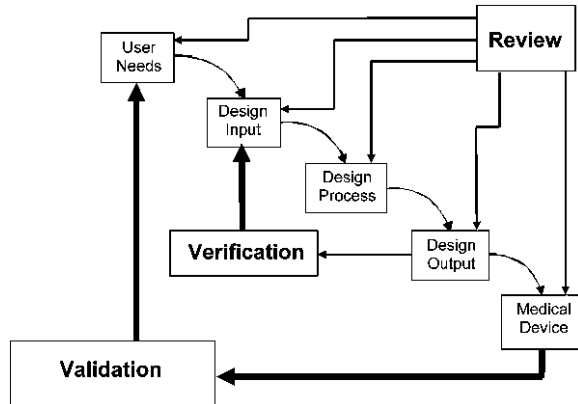 User
Needs
Review
Design
Input
Design
Process
Verification
Design
Output
Medical
Device
Validation